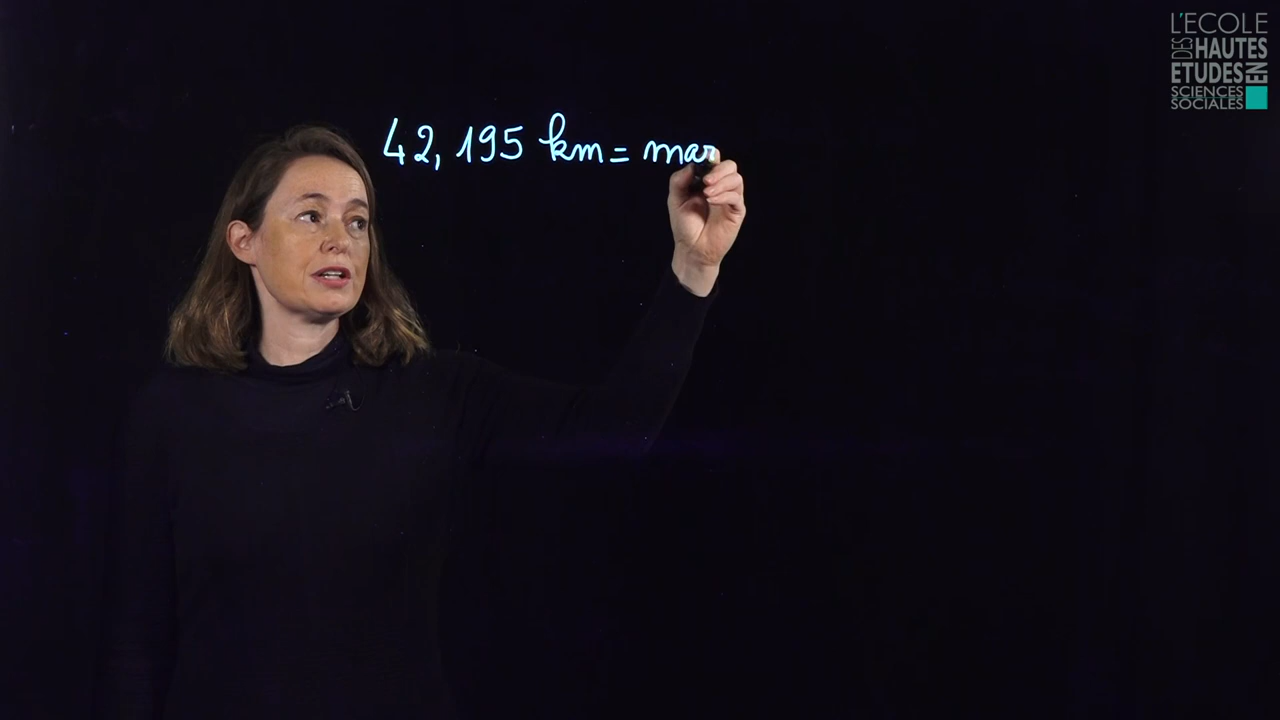 42,195 km = mar
L'ECOLE
DES HAUTES
ETUDES EN
SCIENCES
SOCIALES